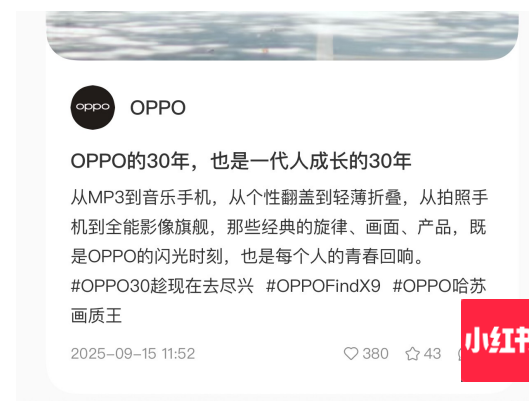 oppo
OPPO
OPPO的30年，也是一代人成长的30年
从MP3到音乐手机，从个性翻盖到轻薄折叠，从拍照手
机到全能影像旗舰，那些经典的旋律、画面、产品，既
是OPPO的闪光时刻，也是每个人的青春回响。
#OPPO30趁现在去尽兴 #OPPOFindX9 #OPPO哈苏
画质王
2025-09-15 11:52
380
43
小红书